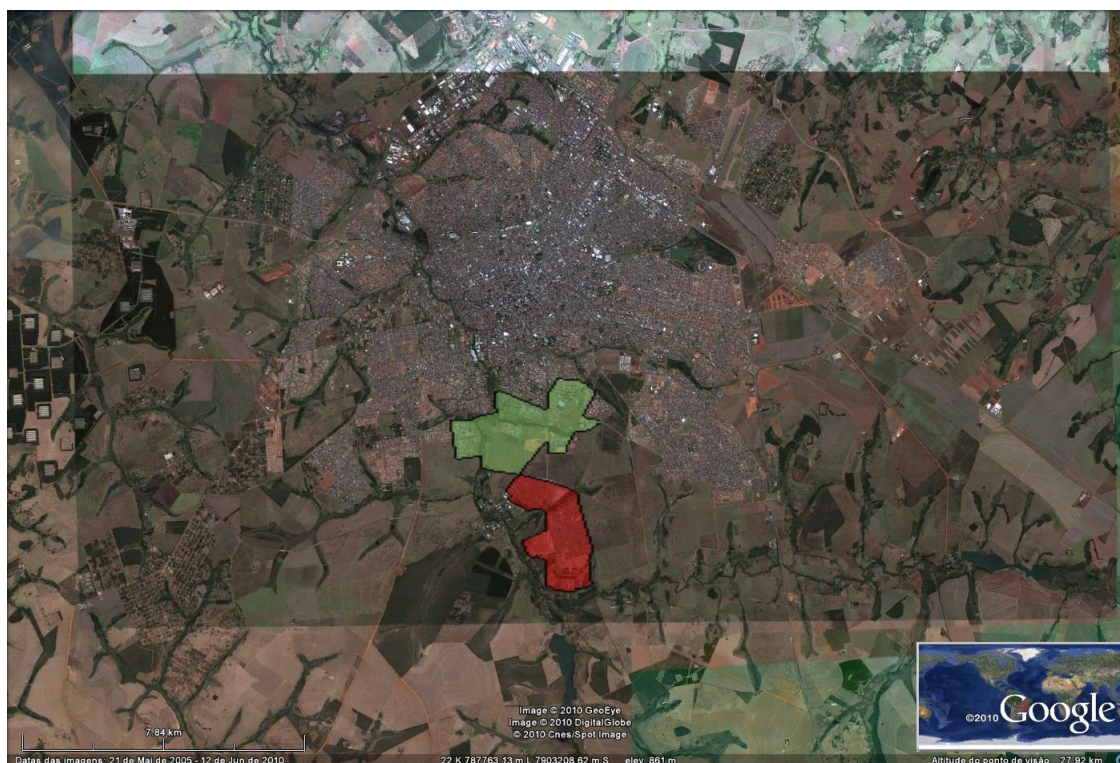 Image © 2010 GeoEye
Image © 2010 DigitalGlobe
© 2010 Cnes/Spot Image
©2010 Google
7.84 km
Datas das imagens: 21 de Mai de 2005 - 12 de Jun de 2010
22 K 787763.13 m L 7903208.62 m S elev 861 m
Altitude do ponto de visão 27.92 km